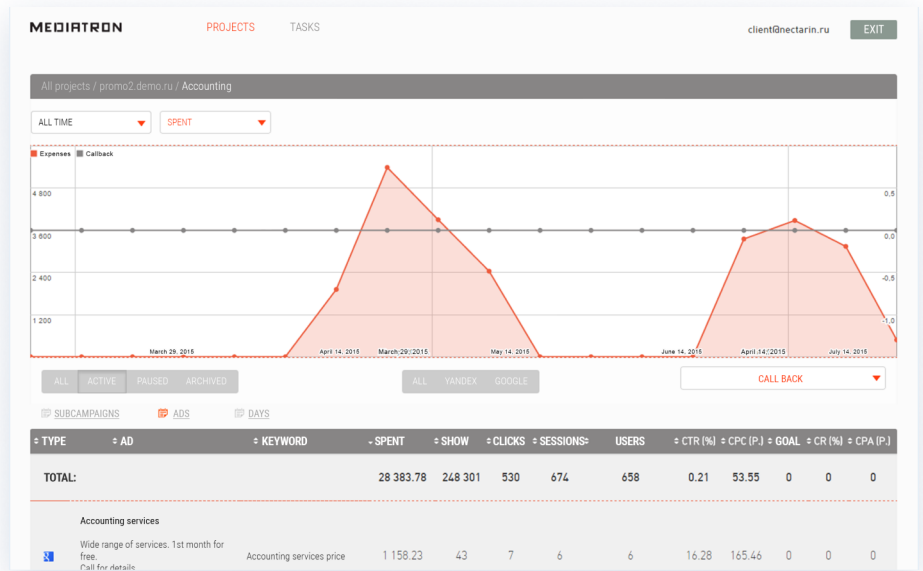 MEDIATRON PROJECTS TASKS client@nectarin.ru EXIT
All projects / promo2.demo.ru / Accounting
ALL TIME SPENT
Expenses Callback
4 800 0,5
3 600 0,0
2 400 -0,5
1 200 -1,0
March 29, 2015 April 14, 2015 March 29, 2015 May 14, 2015 June 14, 2015 April 14, 2015 July 14, 2015
ALL ACTIVE PAUSED ARCHIVED ALL YANDEX GOOGLE CALL BACK
SUBCAMPAIGNS ADS DAYS
TYPE AD KEYWORD SPENT SHOW CLICKS SESSIONS USERS CTR (%) CPC (P.) GOAL CR (%) CPA (P.)
TOTAL: 28 383.78 248 301 530 674 658 0.21 53.55 0 0 0
Accounting services
Wide range of services. 1st month for
free. Accounting services price 1 158.23 43 7 6 6 16.28 165.46 0 0 0
Call for details